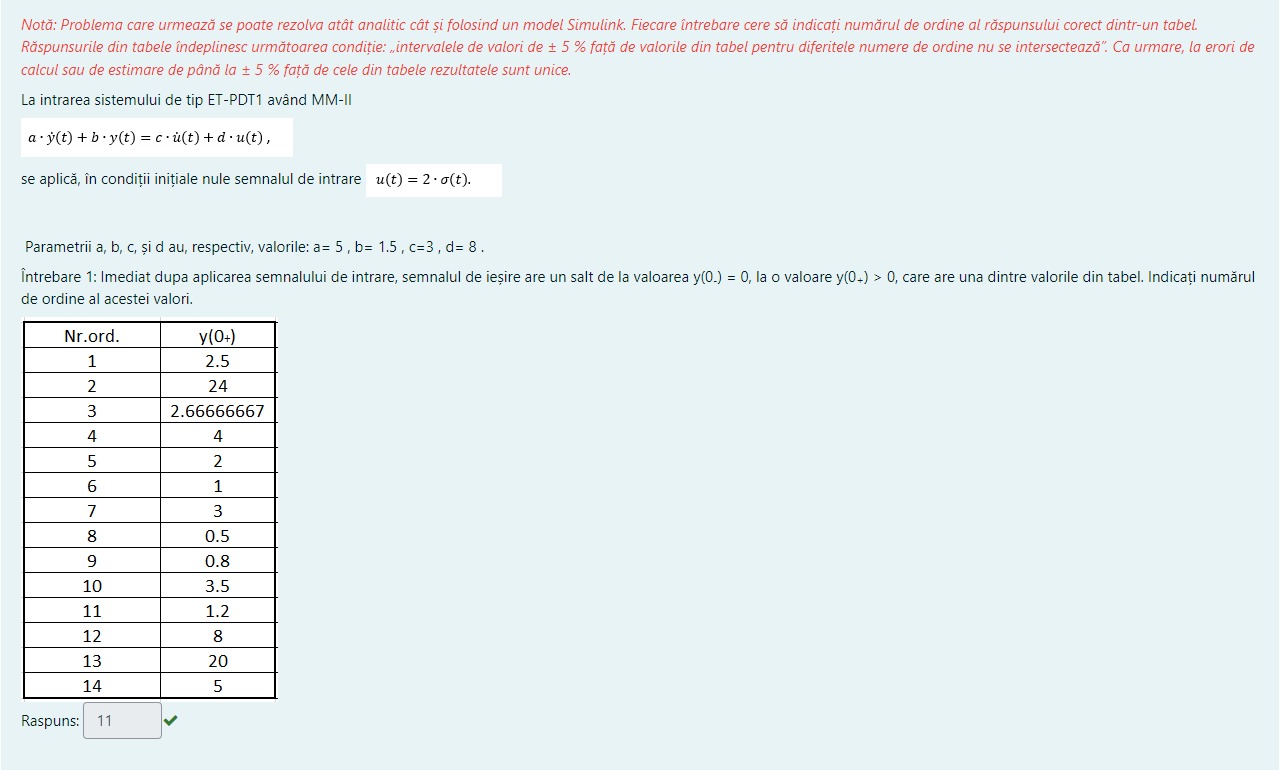 Notă: Problema care urmează se poate rezolva atât analitic cât și folosind un model Simulink. Fiecare întrebare cere să indicați numărul de ordine al răspunsului corect dintr-un tabel.
Răspunsurile din tabele îndeplinesc următoarea condiție: „intervalele de valori de ± 5 % față de valorile din tabel pentru diferitele numere de ordine nu se intersectează”. Ca urmare, la erori de
calcul sau de estimare de până la ± 5 % față de cele din tabele rezultatele sunt unice.
La intrarea sistemului de tip ET-PDT1 având MM-II
a · ẏ(t) + b · y(t) = c · u̇(t) + d · u(t) ,
se aplică, în condiții inițiale nule semnalul de intrare u(t) = 2 · σ(t).
Parametrii a, b, c, și d au, respectiv, valorile: a= 5 , b= 1.5 , c=3 , d= 8 .
Întrebare 1: Imediat dupa aplicarea semnalului de intrare, semnalul de ieșire are un salt de la valoarea y(0-) = 0, la o valoare y(0+) > 0, care are una dintre valorile din tabel. Indicați numărul
de ordine al acestei valori.
Nr.ord. y(0+)
1 2.5
2 24
3 2.66666667
4 4
5 2
6 1
7 3
8 0.5
9 0.8
10 3.5
11 1.2
12 8
13 20
14 5
Raspuns: 11